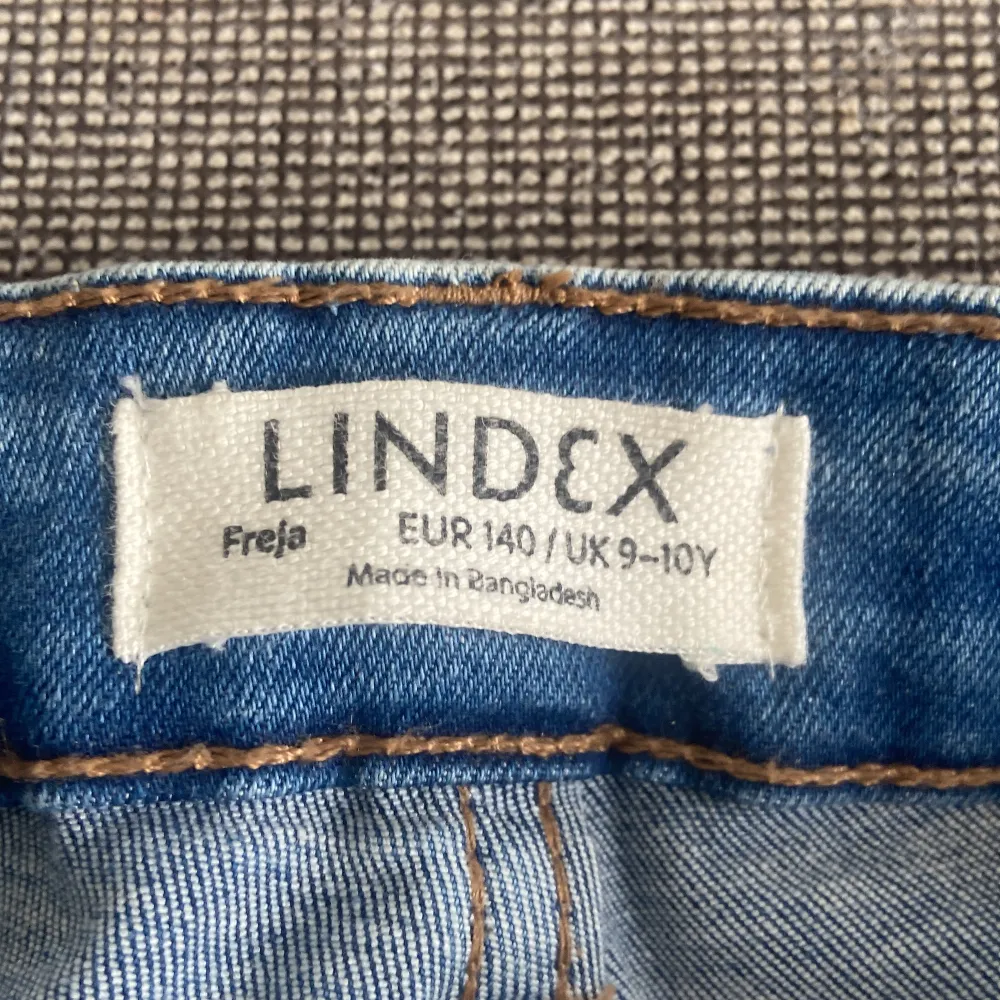 LINDEX
Freja EUR 140 / UK 9-10Y
Made in Bangladesh